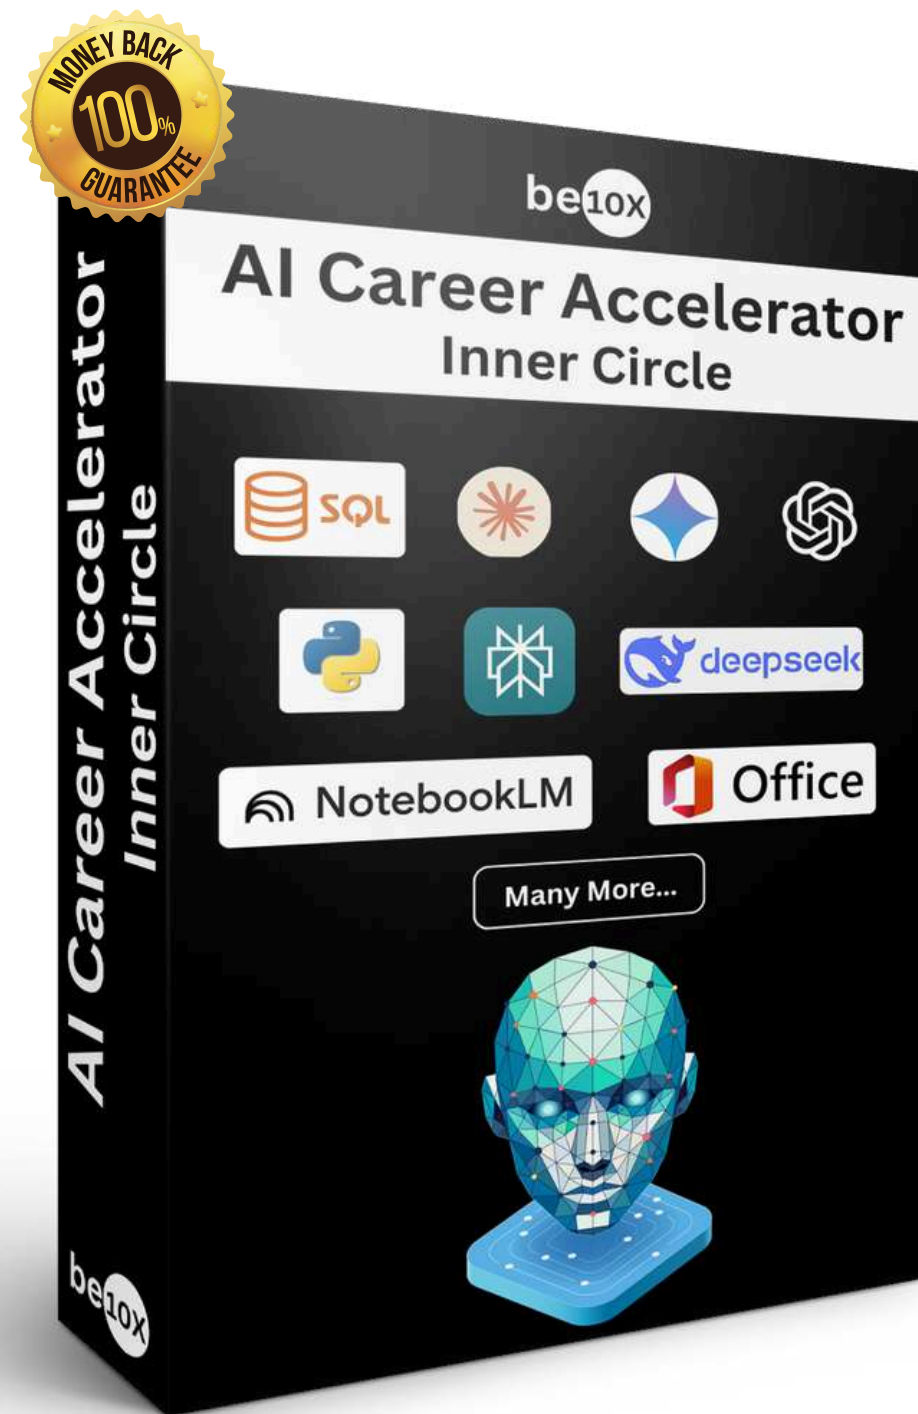 MONEY BACK
100%
GUARANTEE
be10X
AI Career Accelerator
Inner Circle
SQL
deepseek
NotebookLM
Office
Many More...
AI Career Accelerator
Inner Circle
be10X